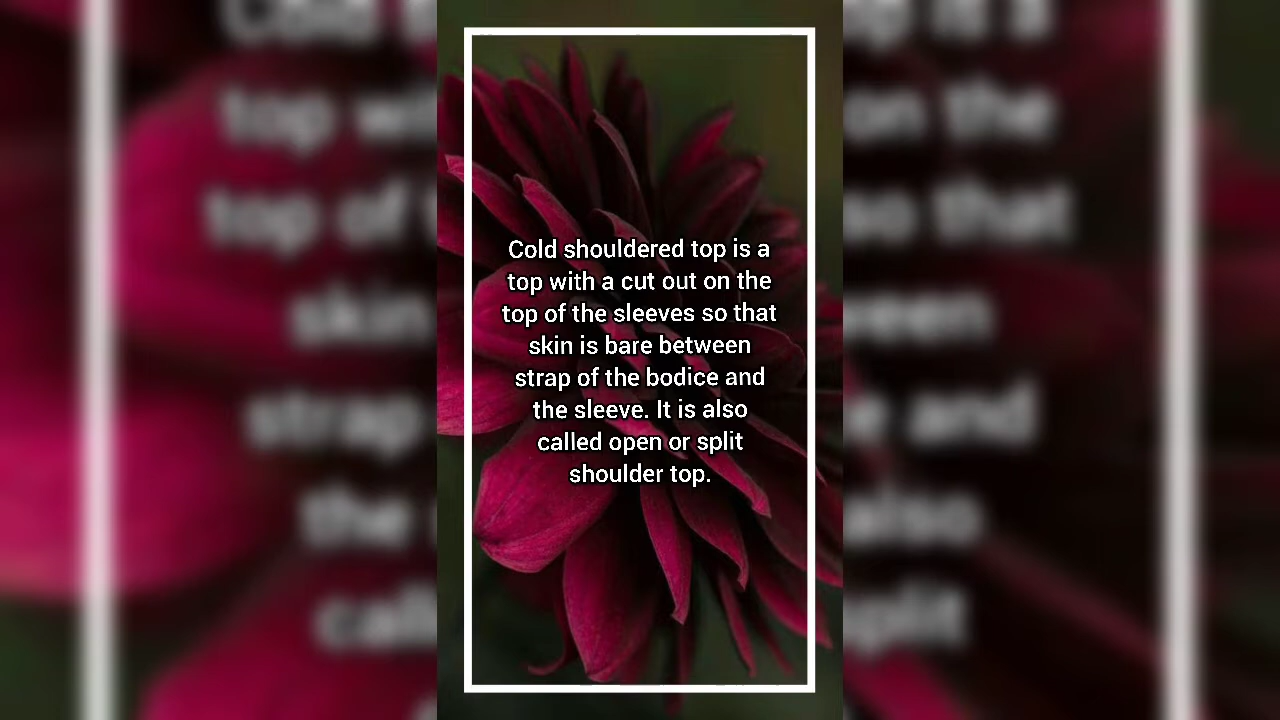 Cold shouldered top is a
top with a cut out on the
top of the sleeves so that
skin is bare between
strap of the bodice and
the sleeve. It is also
called open or split
shoulder top.